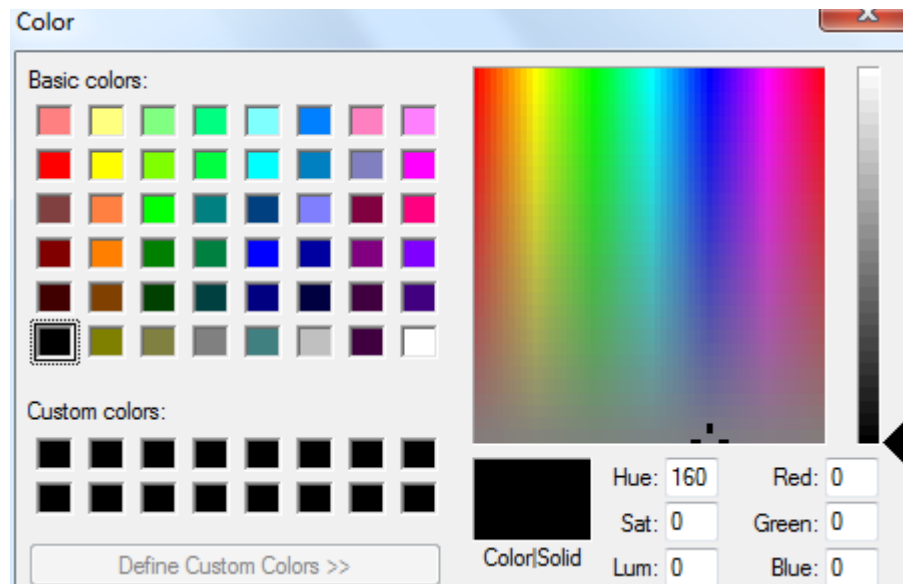 Color
Basic colors:
Custom colors:
Define Custom Colors >>
Color|Solid
Hue: 160
Sat: 0
Lum: 0
Red: 0
Green: 0
Blue: 0